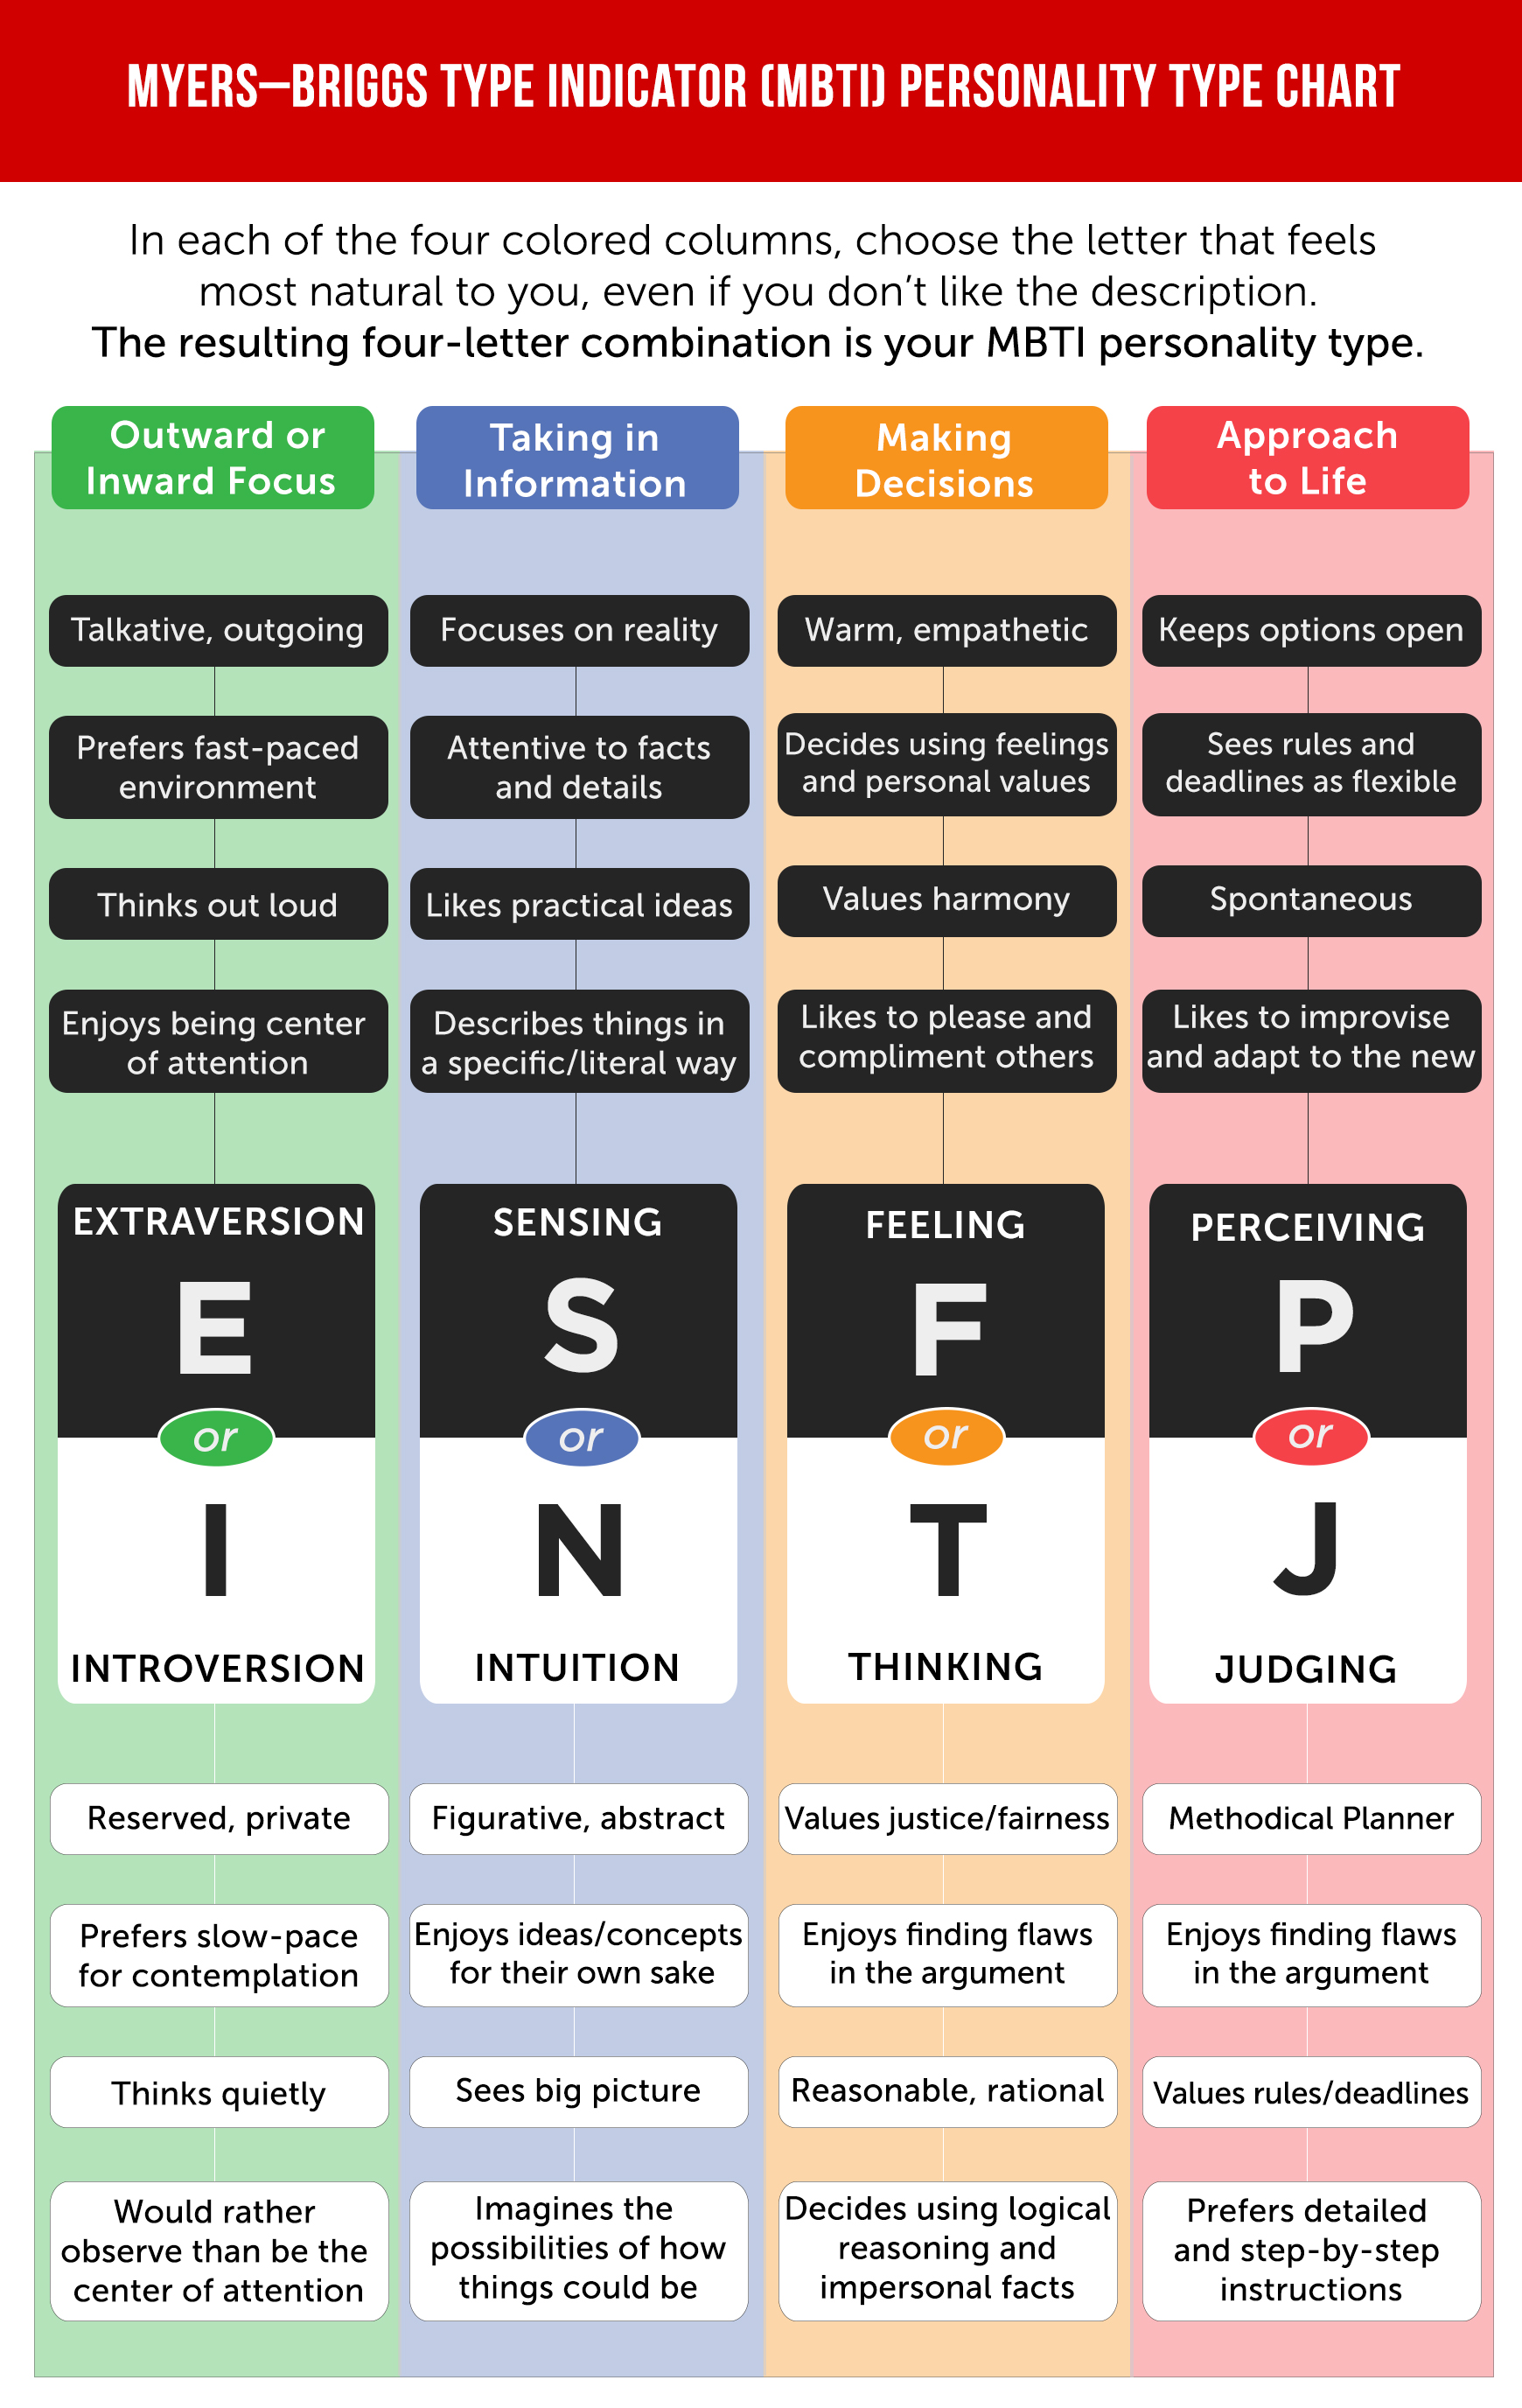 MYERS—BRIGGS TYPE INDICATOR (MBTI) PERSONALITY TYPE CHART
In each of the four colored columns, choose the letter that feels
most natural to you, even if you don’t like the description.
The resulting four-letter combination is your MBTI personality type.
Outward or
Inward Focus
Talkative, outgoing
Prefers fast-paced
environment
Thinks out loud
Enjoys being center
of attention
EXTRAVERSION
E
or
I
INTROVERSION
Reserved, private
Prefers slow-pace
for contemplation
Thinks quietly
Would rather
observe than be the
center of attention
Taking in
Information
Focuses on reality
Attentive to facts
and details
Likes practical ideas
Describes things in
a specific/literal way
SENSING
S
or
N
INTUITION
Figurative, abstract
Enjoys ideas/concepts
for their own sake
Sees big picture
Imagines the
possibilities of how
things could be
Making
Decisions
Warm, empathetic
Decides using feelings
and personal values
Values harmony
Likes to please and
compliment others
FEELING
F
or
T
THINKING
Values justice/fairness
Enjoys finding flaws
in the argument
Reasonable, rational
Decides using logical
reasoning and
impersonal facts
Approach
to Life
Keeps options open
Sees rules and
deadlines as flexible
Spontaneous
Likes to improvise
and adapt to the new
PERCEIVING
P
or
J
JUDGING
Methodical Planner
Enjoys finding flaws
in the argument
Values rules/deadlines
Prefers detailed
and step-by-step
instructions